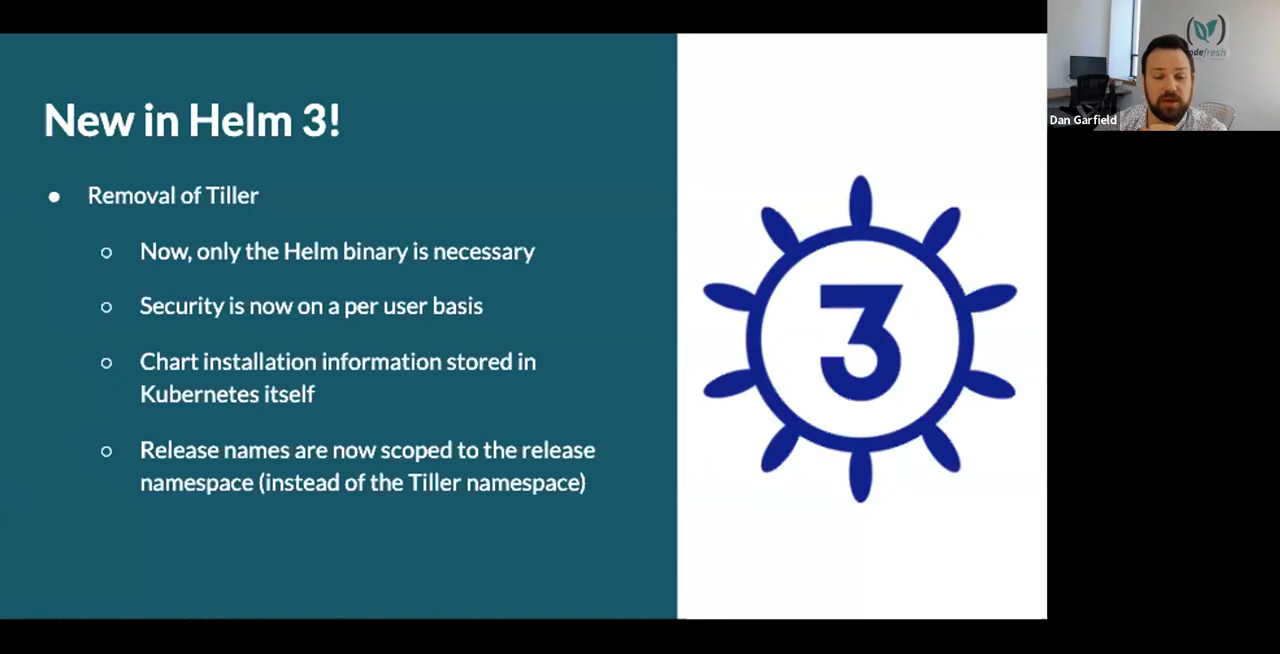 New in Helm 3!
● Removal of Tiller
○ Now, only the Helm binary is necessary
○ Security is now on a per user basis
○ Chart installation information stored in
Kubernetes itself
○ Release names are now scoped to the release
namespace (instead of the Tiller namespace)
3
odefresh
Dan Garfield